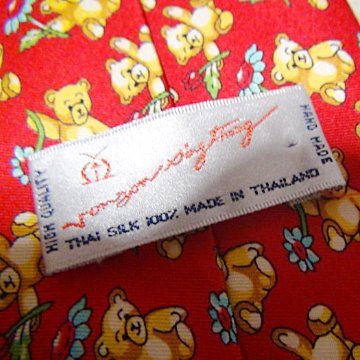 HIGH QUALITY
THAI SILK 100% MADE IN THAILAND
HAND MADE